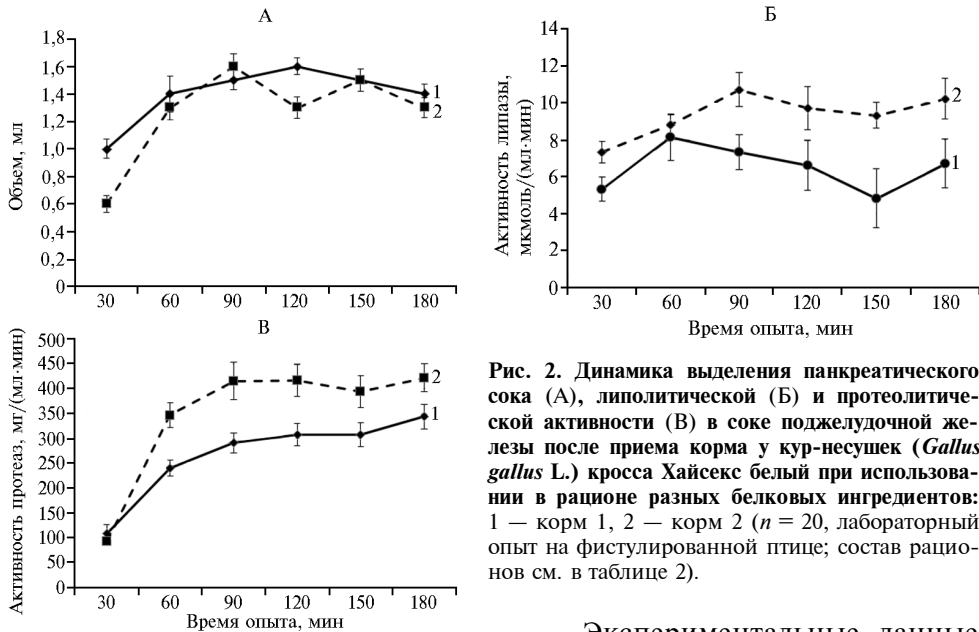 А
Объем, мл
1,8
1,6
1,4
1,2
1,0
0,8
0,6
0,4
0,2
0
1
2
30 60 90 120 150 180
Б
Активность липазы,
мкмоль/(мл·мин)
14
12
10
8
6
4
2
0
2
1
30 60 90 120 150 180
Время опыта, мин
В
Активность протеаз, мг/(мл·мин)
500
450
400
350
300
250
200
150
100
50
0
2
1
30 60 90 120 150 180
Время опыта, мин
Рис. 2. Динамика выделения панкреатического
сока (А), липолитической (Б) и протеолитиче-
ской активности (В) в соке поджелудочной же-
лезы после приема корма у кур-несушек (Gallus
gallus L.) кросса Хайсекс белый при использова-
нии в рационе разных белковых ингредиентов:
1 — корм 1, 2 — корм 2 (n = 20, лабораторный
опыт на фистулированной птице; состав рацио-
нов см. в таблице 2).
Экспериментальные данные